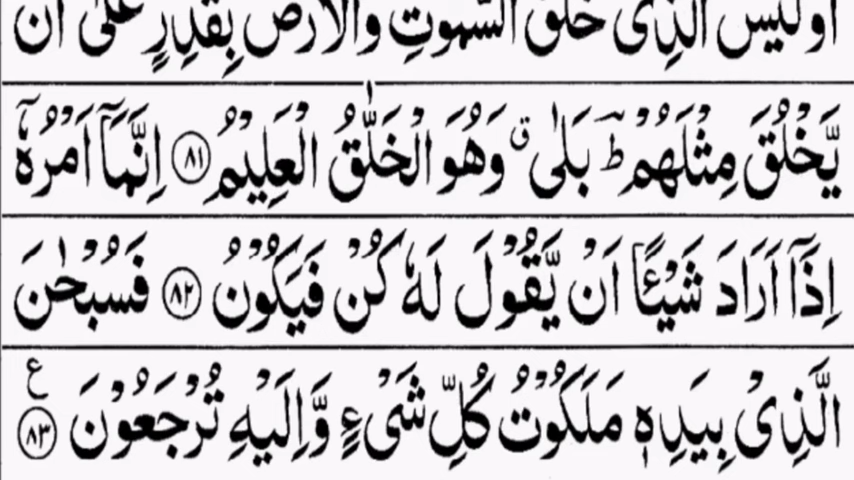 اَوَلَيْسَ الَّذِىْ خَلَقَ السَّمٰوٰتِ وَالْاَرْضَ بِقٰدِرٍ عَلٰٓى اَنْ
يَّخْلُقَ مِثْلَهُمْ ؕ بَلٰى ۗ وَهُوَ الْخَلّٰقُ الْعَلِيْمُ ﴿۸۱﴾ اِنَّمَاۤ اَمْرُهٗۤ
اِذَاۤ اَرَادَ شَيْـًٔا اَنْ يَّقُوْلَ لَهٗ كُنْ فَيَكُوْنُ ﴿۸۲﴾ فَسُبْحٰنَ
الَّذِىْ بِيَدِهٖ مَلَكُوْتُ كُلِّ شَىْءٍ وَّاِلَيْهِ تُرْجَعُوْنَ ﴿۸۳﴾ ع